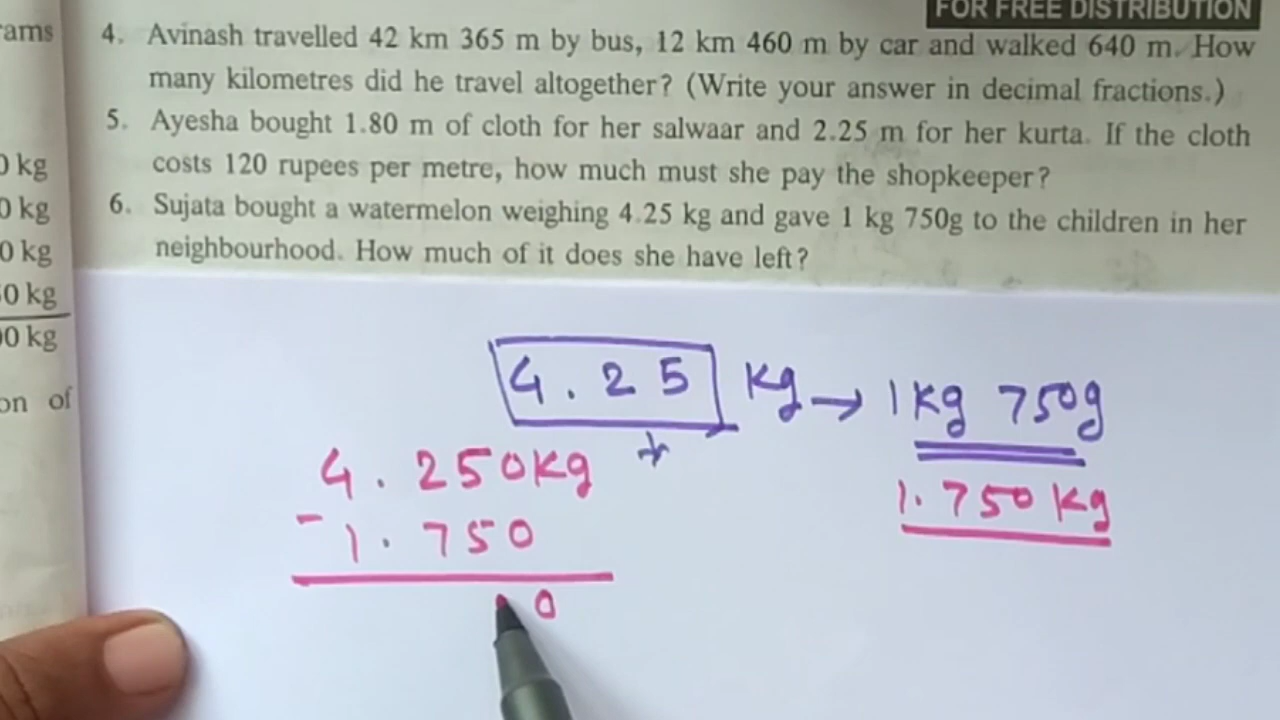 FOR FREE DISTRIBUTION
4. Avinash travelled 42 km 365 m by bus, 12 km 460 m by car and walked 640 m. How
many kilometres did he travel altogether? (Write your answer in decimal fractions.)
5. Ayesha bought 1.80 m of cloth for her salwaar and 2.25 m for her kurta. If the cloth
costs 120 rupees per metre, how much must she pay the shopkeeper?
6. Sujata bought a watermelon weighing 4.25 kg and gave 1 kg 750g to the children in her
neighbourhood. How much of it does she have left?
kg
kg
0 kg
0 kg
0 kg
of
4.25 kg → 1kg 750g
4.250kg
1.750 kg
- 1.750
0